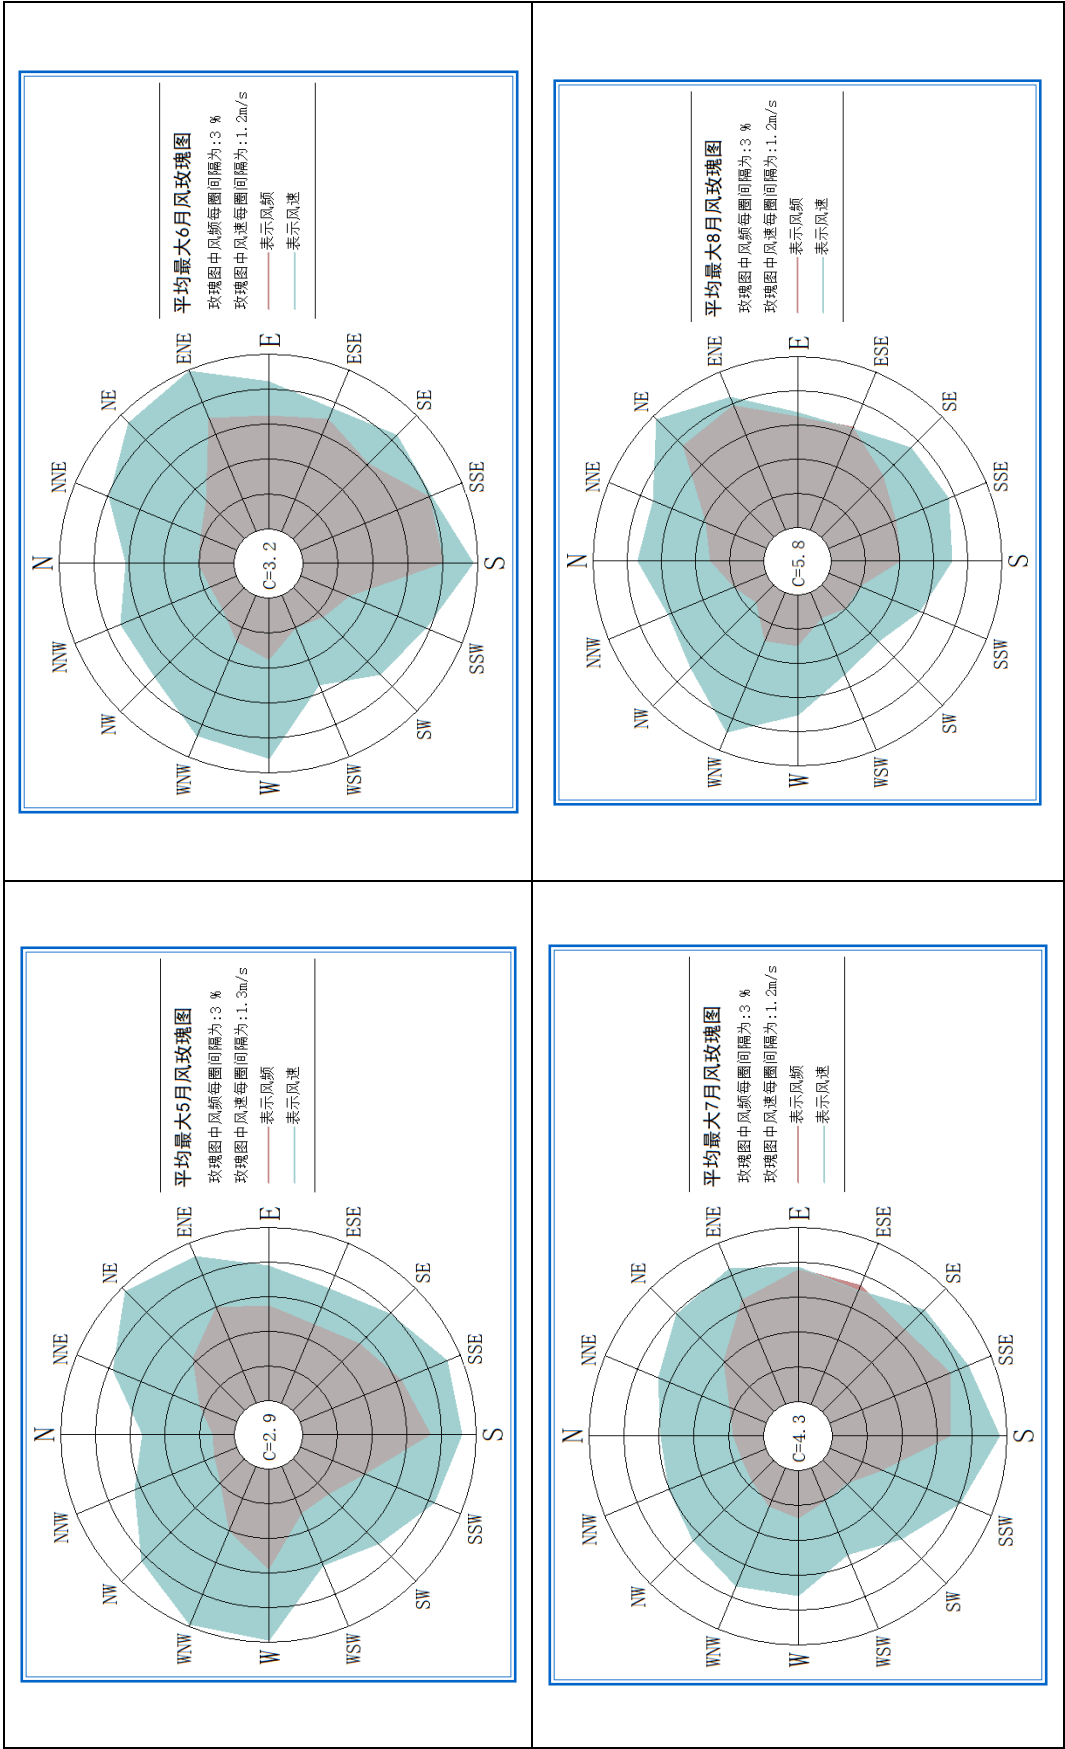 平均最大5月风玫瑰图
玫瑰图中风频每圈间隔为:3 %
玫瑰图中风速每圈间隔为:1.3m/s
表示风频
表示风速
N
NNW
NNE
NW
NE
WNW
ENE
W
C=2.9
E
WSW
ESE
SW
SE
SSW
SSE
S
平均最大6月风玫瑰图
玫瑰图中风频每圈间隔为:3 %
玫瑰图中风速每圈间隔为:1.2m/s
表示风频
表示风速
N
NNW
NNE
NW
NE
WNW
ENE
W
C=3.2
E
WSW
ESE
SW
SE
SSW
SSE
S
平均最大7月风玫瑰图
玫瑰图中风频每圈间隔为:3 %
玫瑰图中风速每圈间隔为:1.2m/s
表示风频
表示风速
N
NNW
NNE
NW
NE
WNW
ENE
W
C=4.3
E
WSW
ESE
SW
SE
SSW
SSE
S
平均最大8月风玫瑰图
玫瑰图中风频每圈间隔为:3 %
玫瑰图中风速每圈间隔为:1.2m/s
表示风频
表示风速
N
NNW
NNE
NW
NE
WNW
ENE
W
C=5.8
E
WSW
ESE
SW
SE
SSW
SSE
S